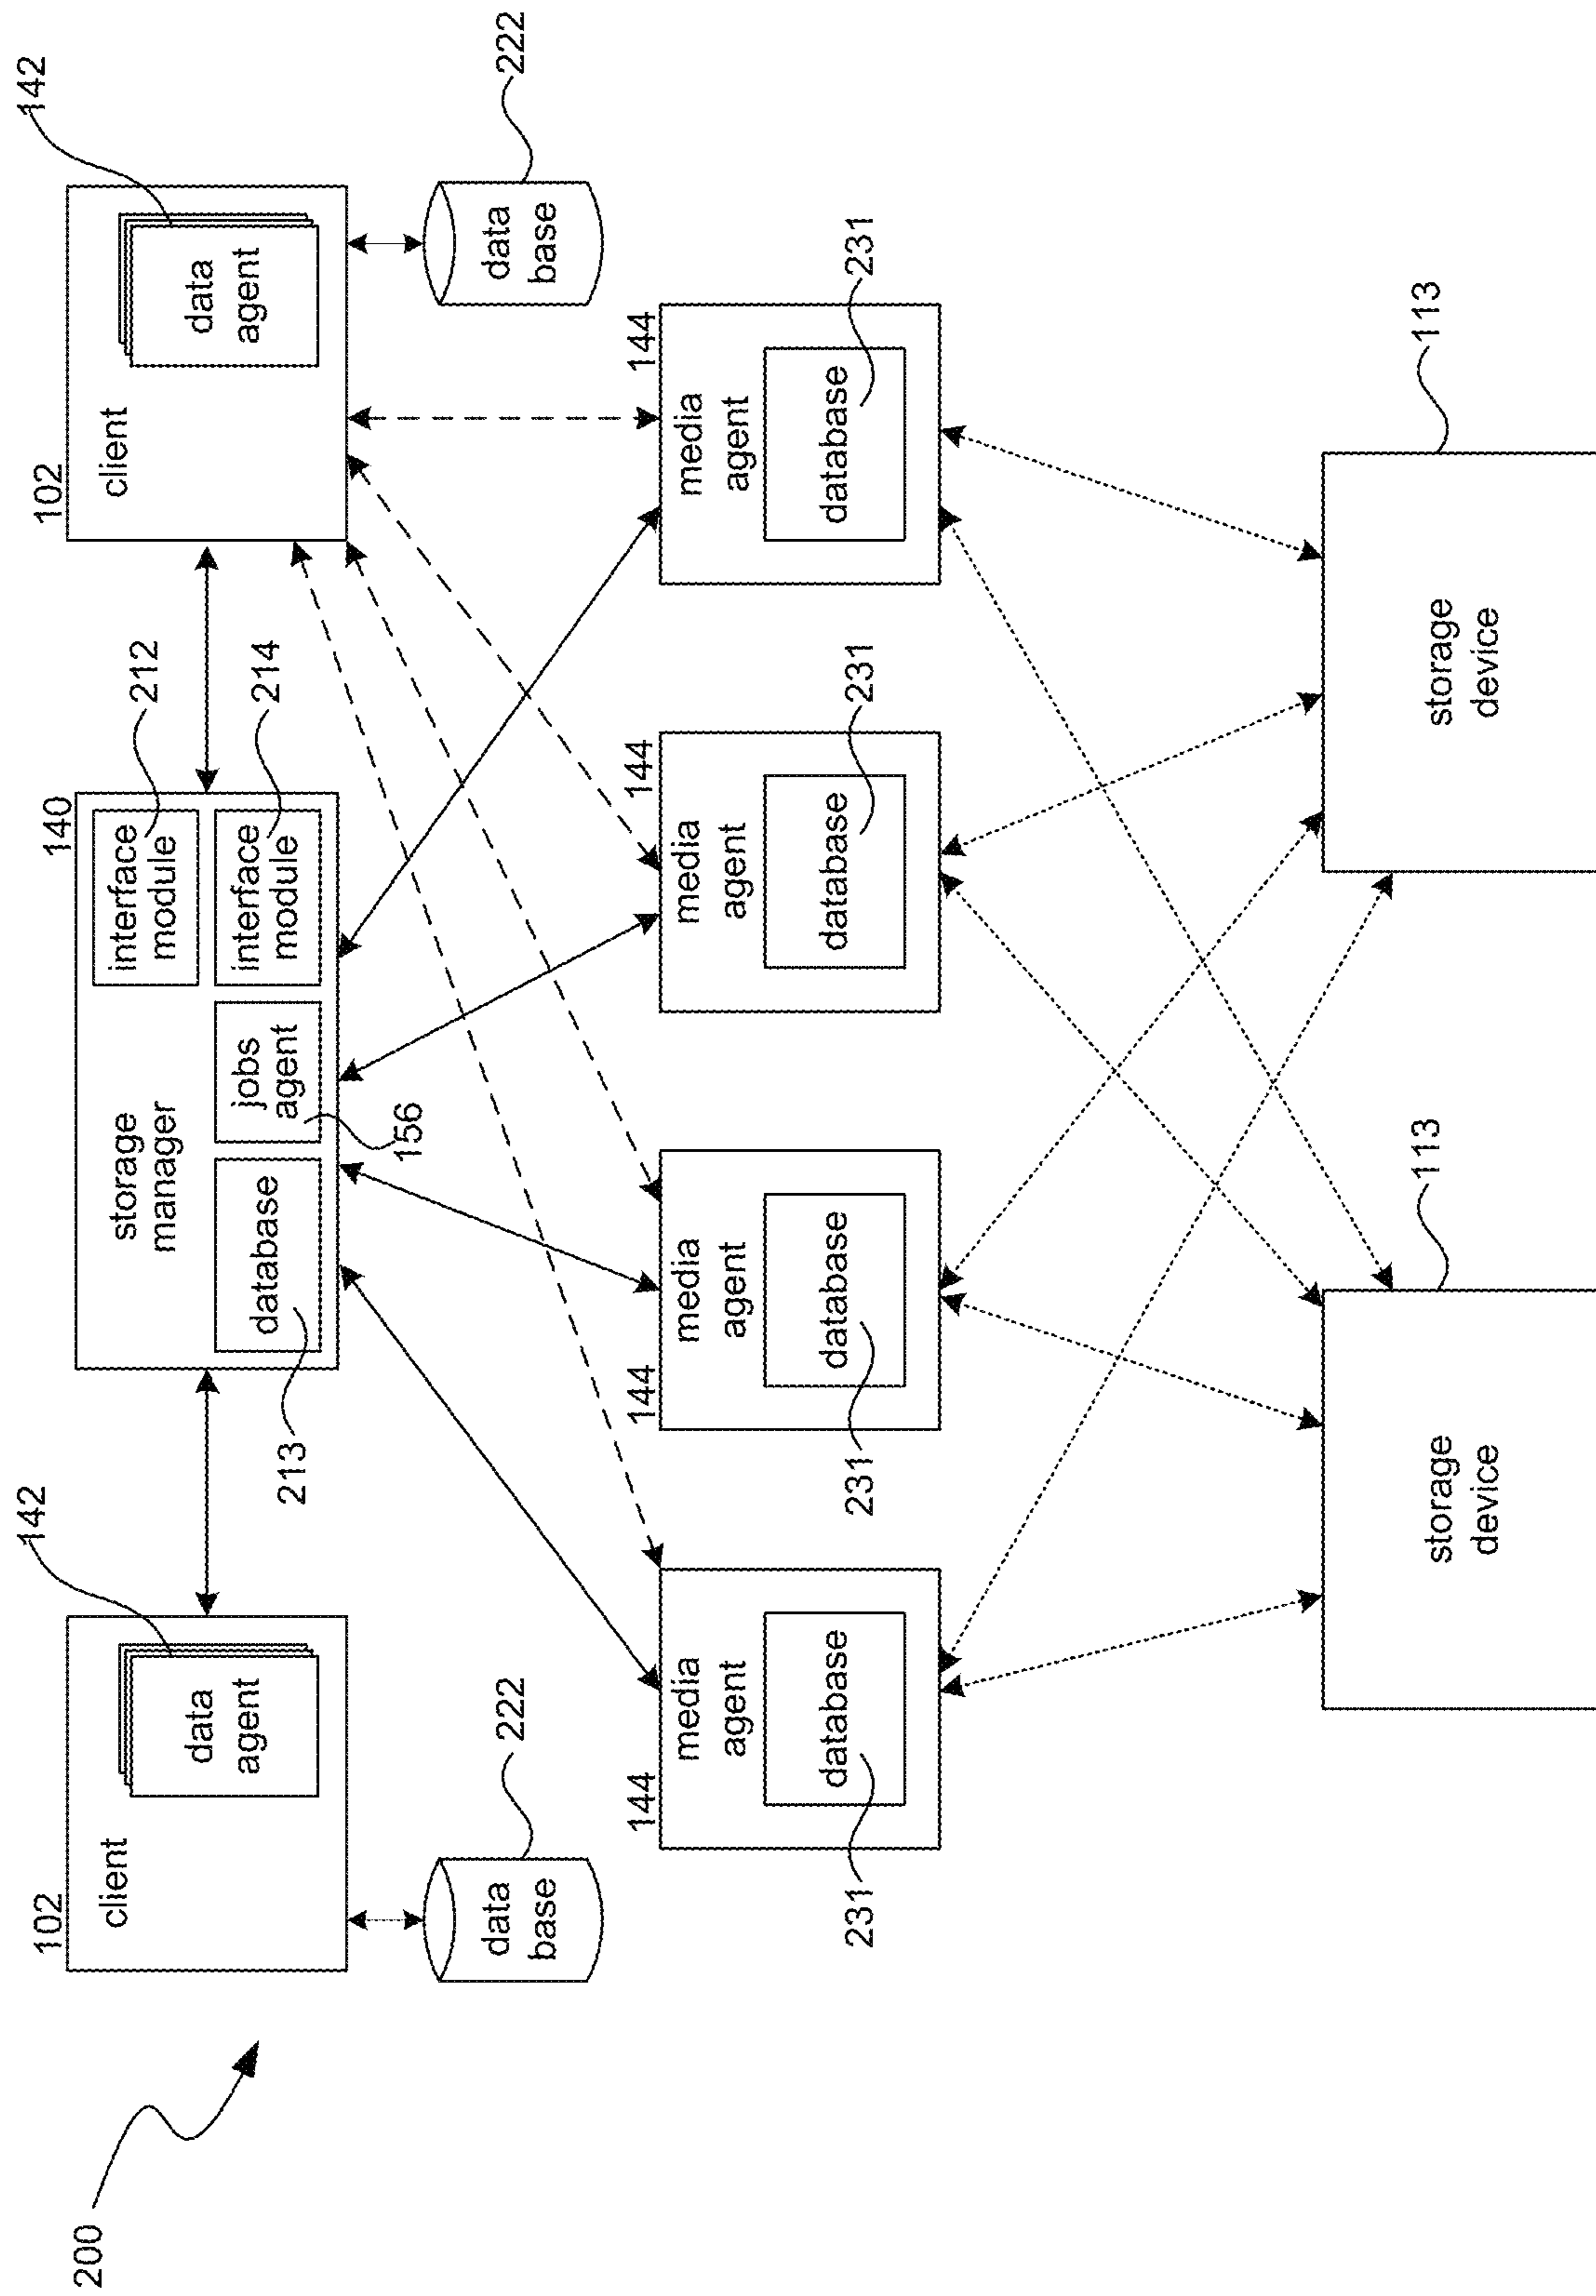 200
102
client
data
agent
142
data
base
222
140
storage
manager
interface
module
212
database
213
jobs
agent
156
interface
module
214
102
client
data
agent
142
data
base
222
144
media
agent
database
231
144
media
agent
database
231
media
agent
144
database
231
media
agent
144
database
231
storage
device
113
storage
device
113